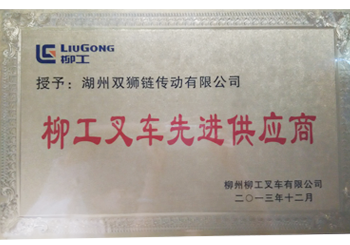 LIUGONG
柳工
授予：湖州双狮链传动有限公司
柳工叉车先进供应商
柳州柳工叉车有限公司
二〇一三年十二月